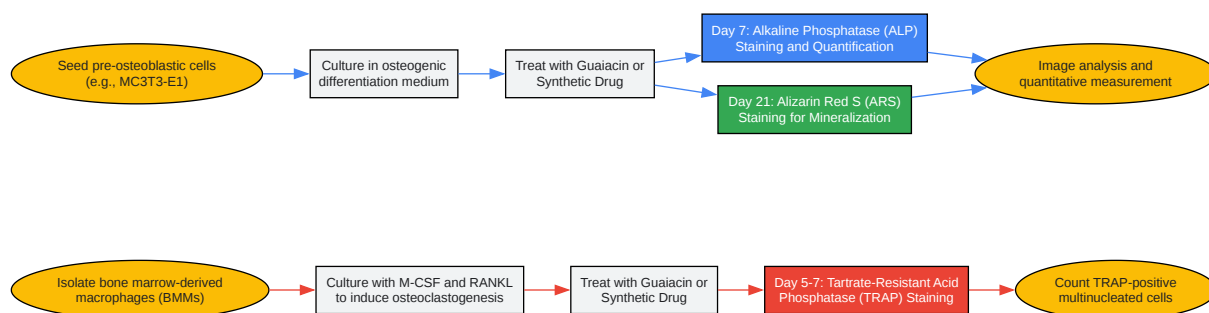 Seed pre-osteoblastic cells
(e.g., MC3T3-E1)
Culture in osteogenic
differentiation medium
Treat with Guaiacin or
Synthetic Drug
Day 7: Alkaline Phosphatase (ALP)
Staining and Quantification
Day 21: Alizarin Red S (ARS)
Staining for Mineralization
Image analysis and
quantitative measurement
Isolate bone marrow-derived
macrophages (BMMs)
Culture with M-CSF and RANKL
to induce osteoclastogenesis
Treat with Guaiacin or
Synthetic Drug
Day 5-7: Tartrate-Resistant Acid
Phosphatase (TRAP) Staining
Count TRAP-positive
multinucleated cells